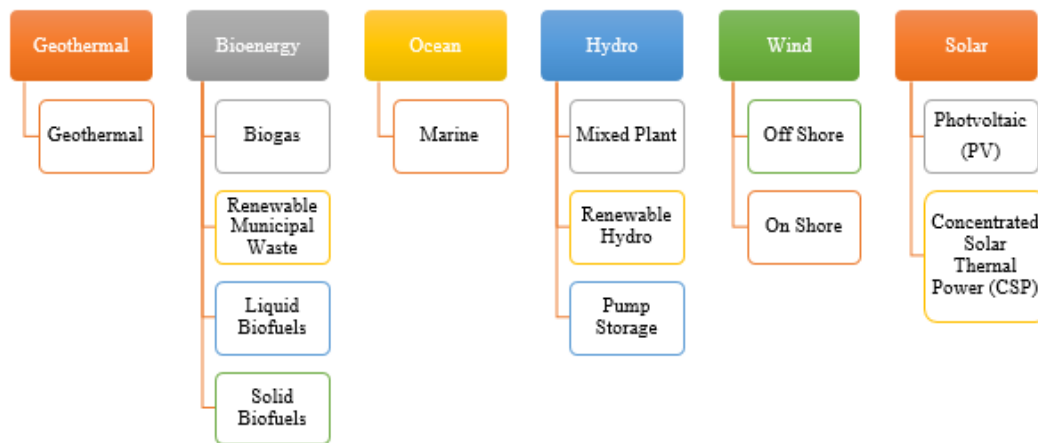 Geothermal
Geothermal
Bioenergy
Biogas
Renewable
Municipal
Waste
Liquid
Biofuels
Solid
Biofuels
Ocean
Marine
Hydro
Mixed Plant
Renewable
Hydro
Pump
Storage
Wind
Off Shore
On Shore
Solar
Photvoltaic
(PV)
Concentrated
Solar
Thermal
Power (CSP)